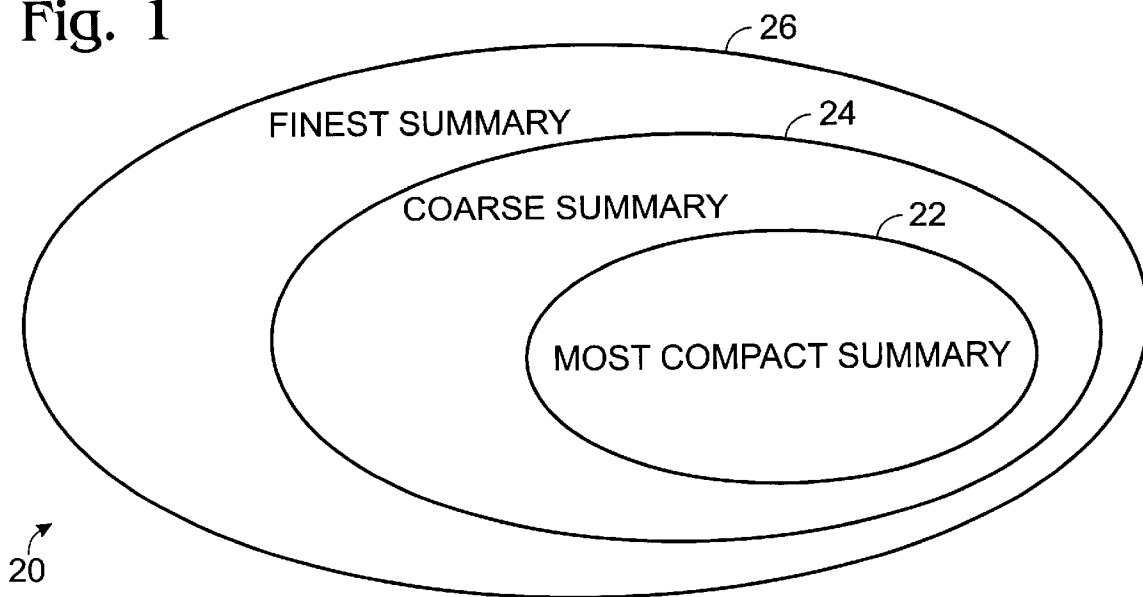 Fig. 1
26
FINEST SUMMARY
24
COARSE SUMMARY
22
MOST COMPACT SUMMARY
20